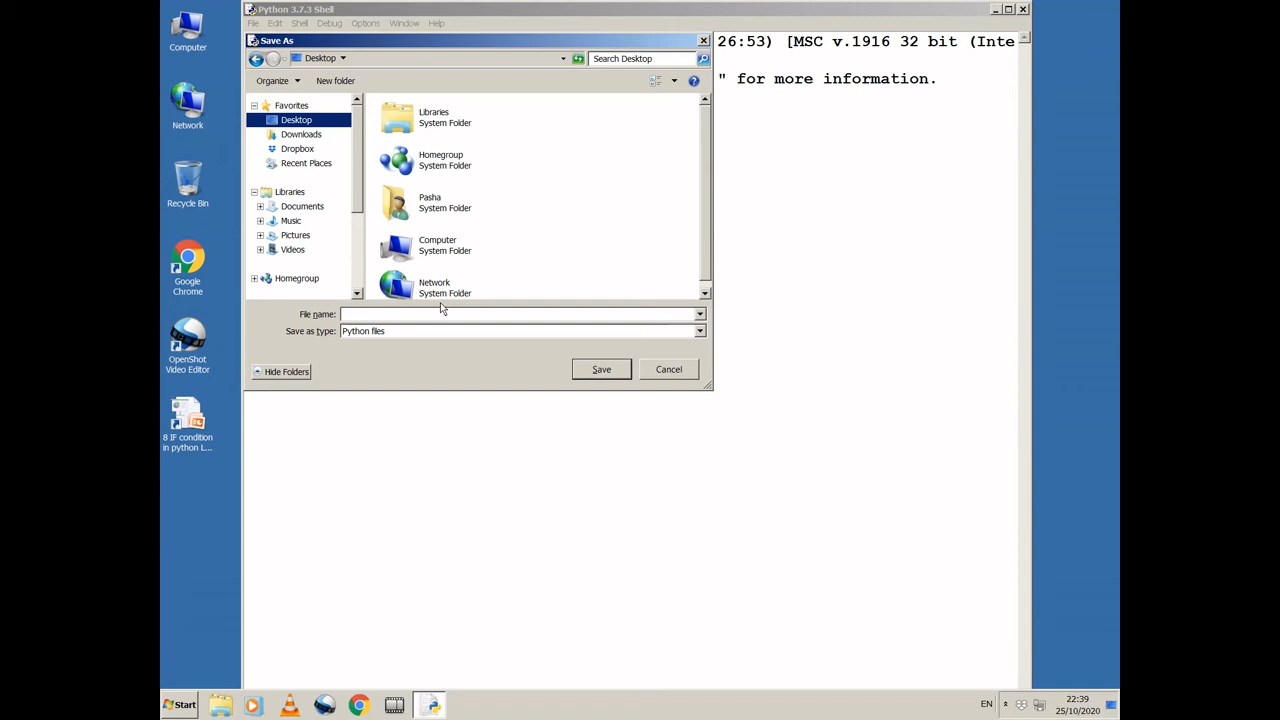 Computer
Network
Recycle Bin
Google
Chrome
OpenShot
Video Editor
8 IF condition
in python L...
Python 3.7.3 Shell
File Edit Shell Debug Options Window Help
26:53) [MSC v.1916 32 bit (Inte
" for more information.
Save As
Desktop
Search Desktop
Organize New folder
Favorites
Desktop
Downloads
Dropbox
Recent Places
Libraries
Documents
Music
Pictures
Videos
Homegroup
Libraries
System Folder
Homegroup
System Folder
Pasha
System Folder
Computer
System Folder
Network
System Folder
File name:
Save as type: Python files
Hide Folders
Save
Cancel
Start
EN
22:39
25/10/2020